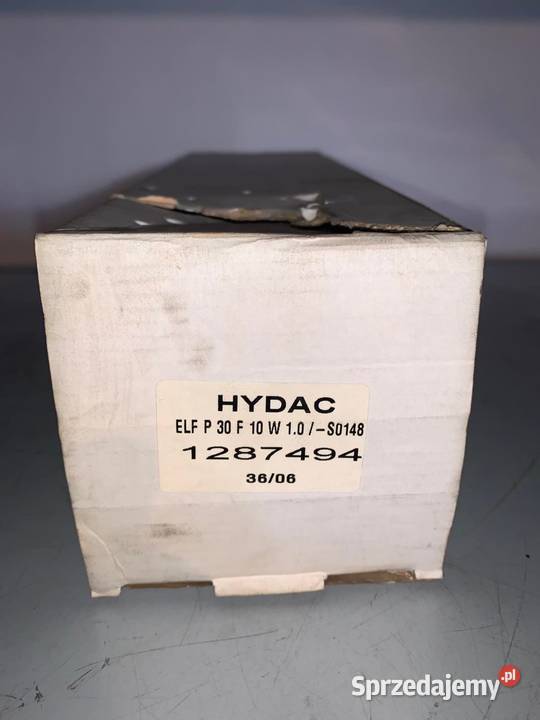 HYDAC
ELF P 30 F 10 W 1.0 /–S0148
1287494
36/06
Sprzedajemy.pl